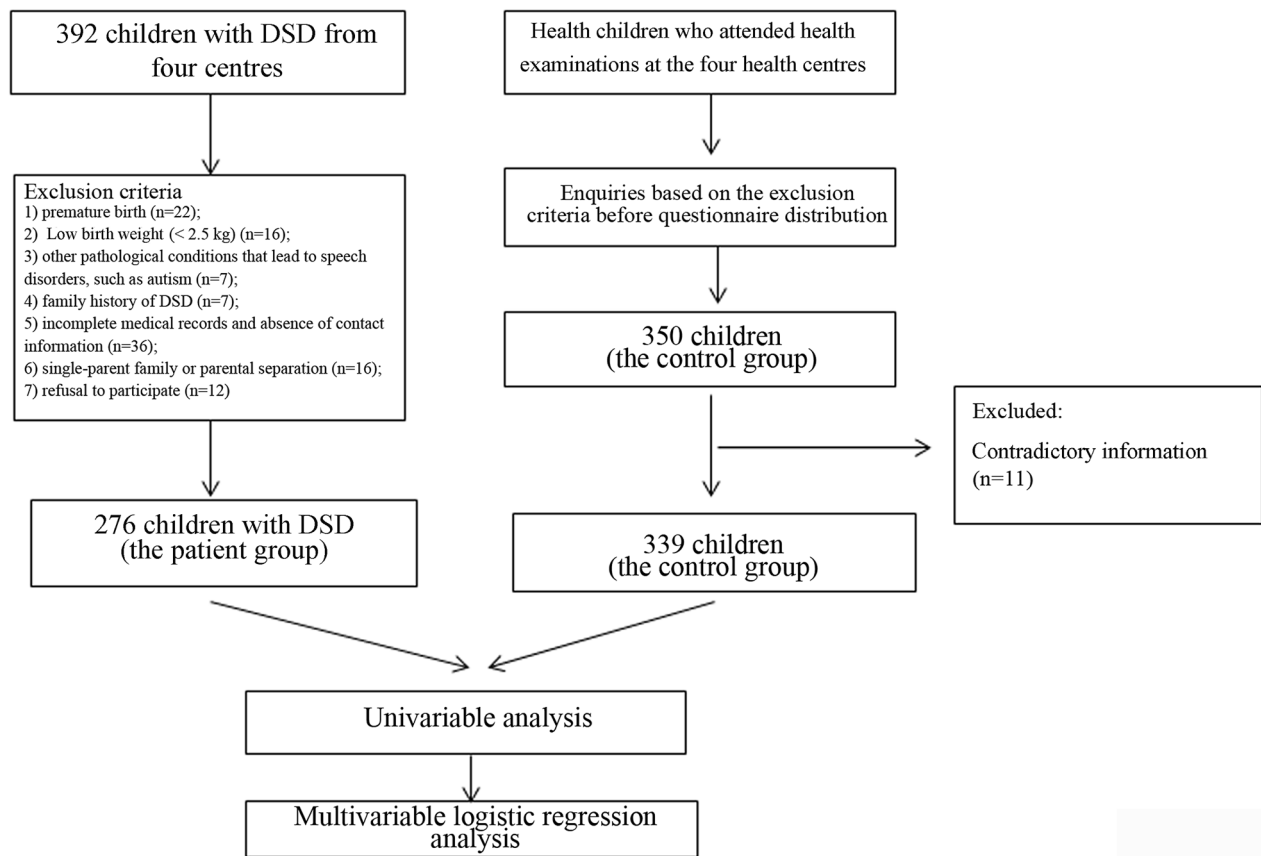 392 children with DSD from
four centres
Health children who attended health
examinations at the four health centres
Exclusion criteria
1) premature birth (n=22);
2) Low birth weight (< 2.5 kg) (n=16);
3) other pathological conditions that lead to speech
disorders, such as autism (n=7);
4) family history of DSD (n=7);
5) incomplete medical records and absence of contact
information (n=36);
6) single-parent family or parental separation (n=16);
7) refusal to participate (n=12)
Enquiries based on the exclusion
criteria before questionnaire distribution
350 children
(the control group)
Excluded:
Contradictory information
(n=11)
276 children with DSD
(the patient group)
339 children
(the control group)
Univariable analysis
Multivariable logistic regression
analysis